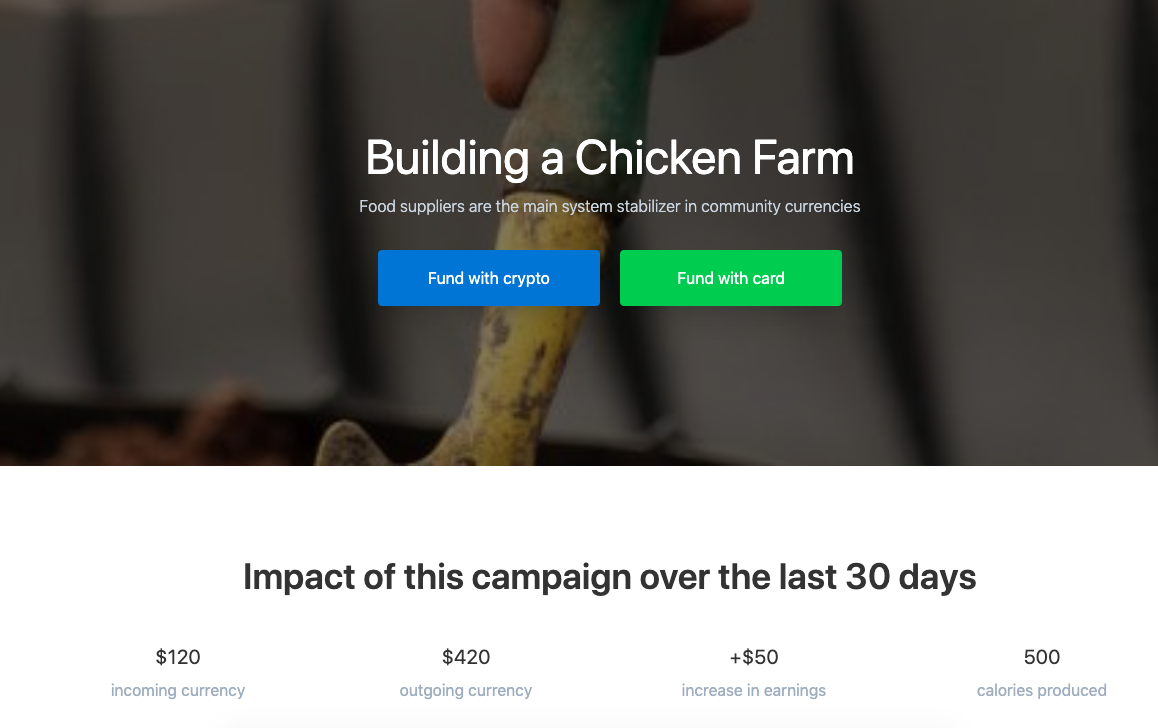 Building a Chicken Farm
Food suppliers are the main system stabilizer in community currencies
Fund with crypto
Fund with card
Impact of this campaign over the last 30 days
$120
$420
+$50
500
incoming currency
outgoing currency
increase in earnings
calories produced